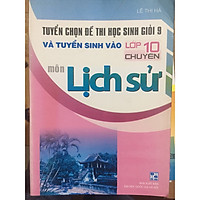 LÊ THỊ HÀ
TUYỂN CHỌN ĐỀ THI HỌC SINH GIỎI 9
VÀ TUYỂN SINH VÀO LỚP 10
CHUYÊN
môn
Lịch sử